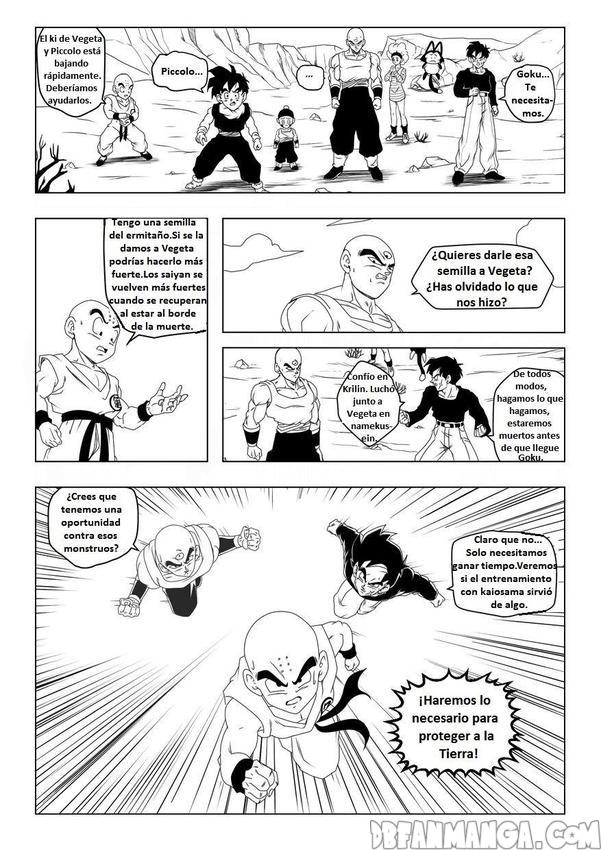 El ki de Vegeta
y Piccolo está
bajando
rápidamente.
Deberíamos
ayudarlos.
Piccolo...
...
Goku...
Te
necesita-
mos.
Tengo una semilla
del ermitaño.Si se la
damos a Vegeta
podrías hacerlo más
fuerte.Los saiyan se
vuelven más fuertes
cuando se recuperan
al estar al borde
de la muerte.
¿Quieres darle esa
semilla a Vegeta?
¿Has olvidado lo que
nos hizo?
Confío en
Krilin. Luchó
junto a
Vegeta en
namekus-
ein.
De todos
modos,
hagamos lo que
hagamos,
estaremos
muertos antes
de que llegue
Goku.
¿Crees que
tenemos una
oportunidad
contra esos
monstruos?
Claro que no...
Solo necesitamos
ganar tiempo.Veremos
si el entrenamiento
con kaiosama sirvió
de algo.
¡Haremos lo
necesario para
proteger a la
Tierra!
DBFANMANGA.COM